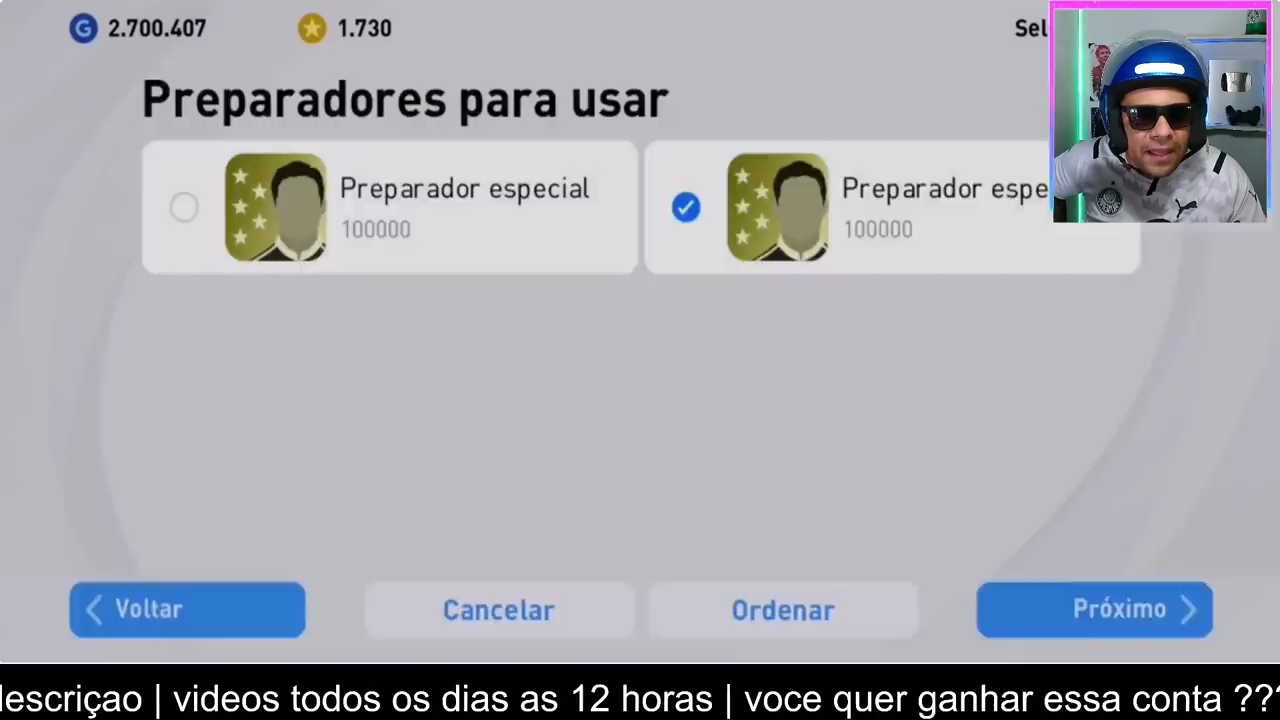 G 2.700.407 1.730 Sel
Preparadores para usar
Preparador especial
100000
Preparador espe
100000
Voltar
Cancelar
Ordenar
Próximo
descriçao | videos todos os dias as 12 horas | voce quer ganhar essa conta ???